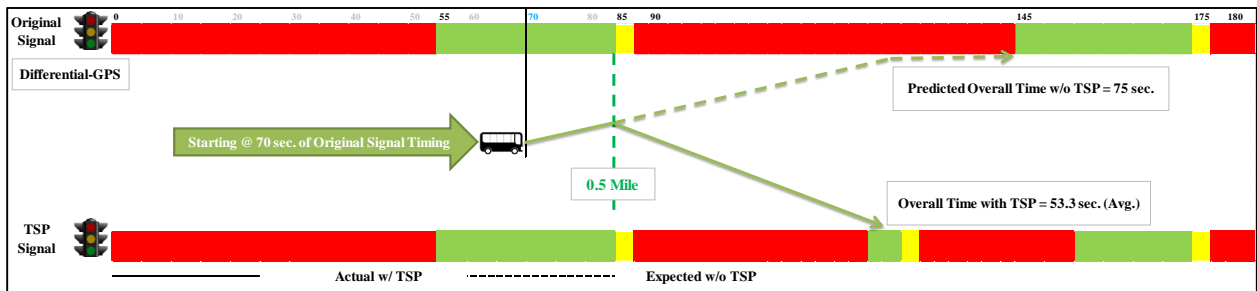 Original
Signal
0 10 20 30 40 55 60 70 80 85 90 145 175 180
Differential-GPS
Predicted Overall Time w/o TSP = 75 sec.
Starting @ 70 sec. of Original Signal Timing
0.5 Mile
Overall Time with TSP = 53.3 sec. (Avg.)
TSP
Signal
Actual w/ TSP
Expected w/o TSP